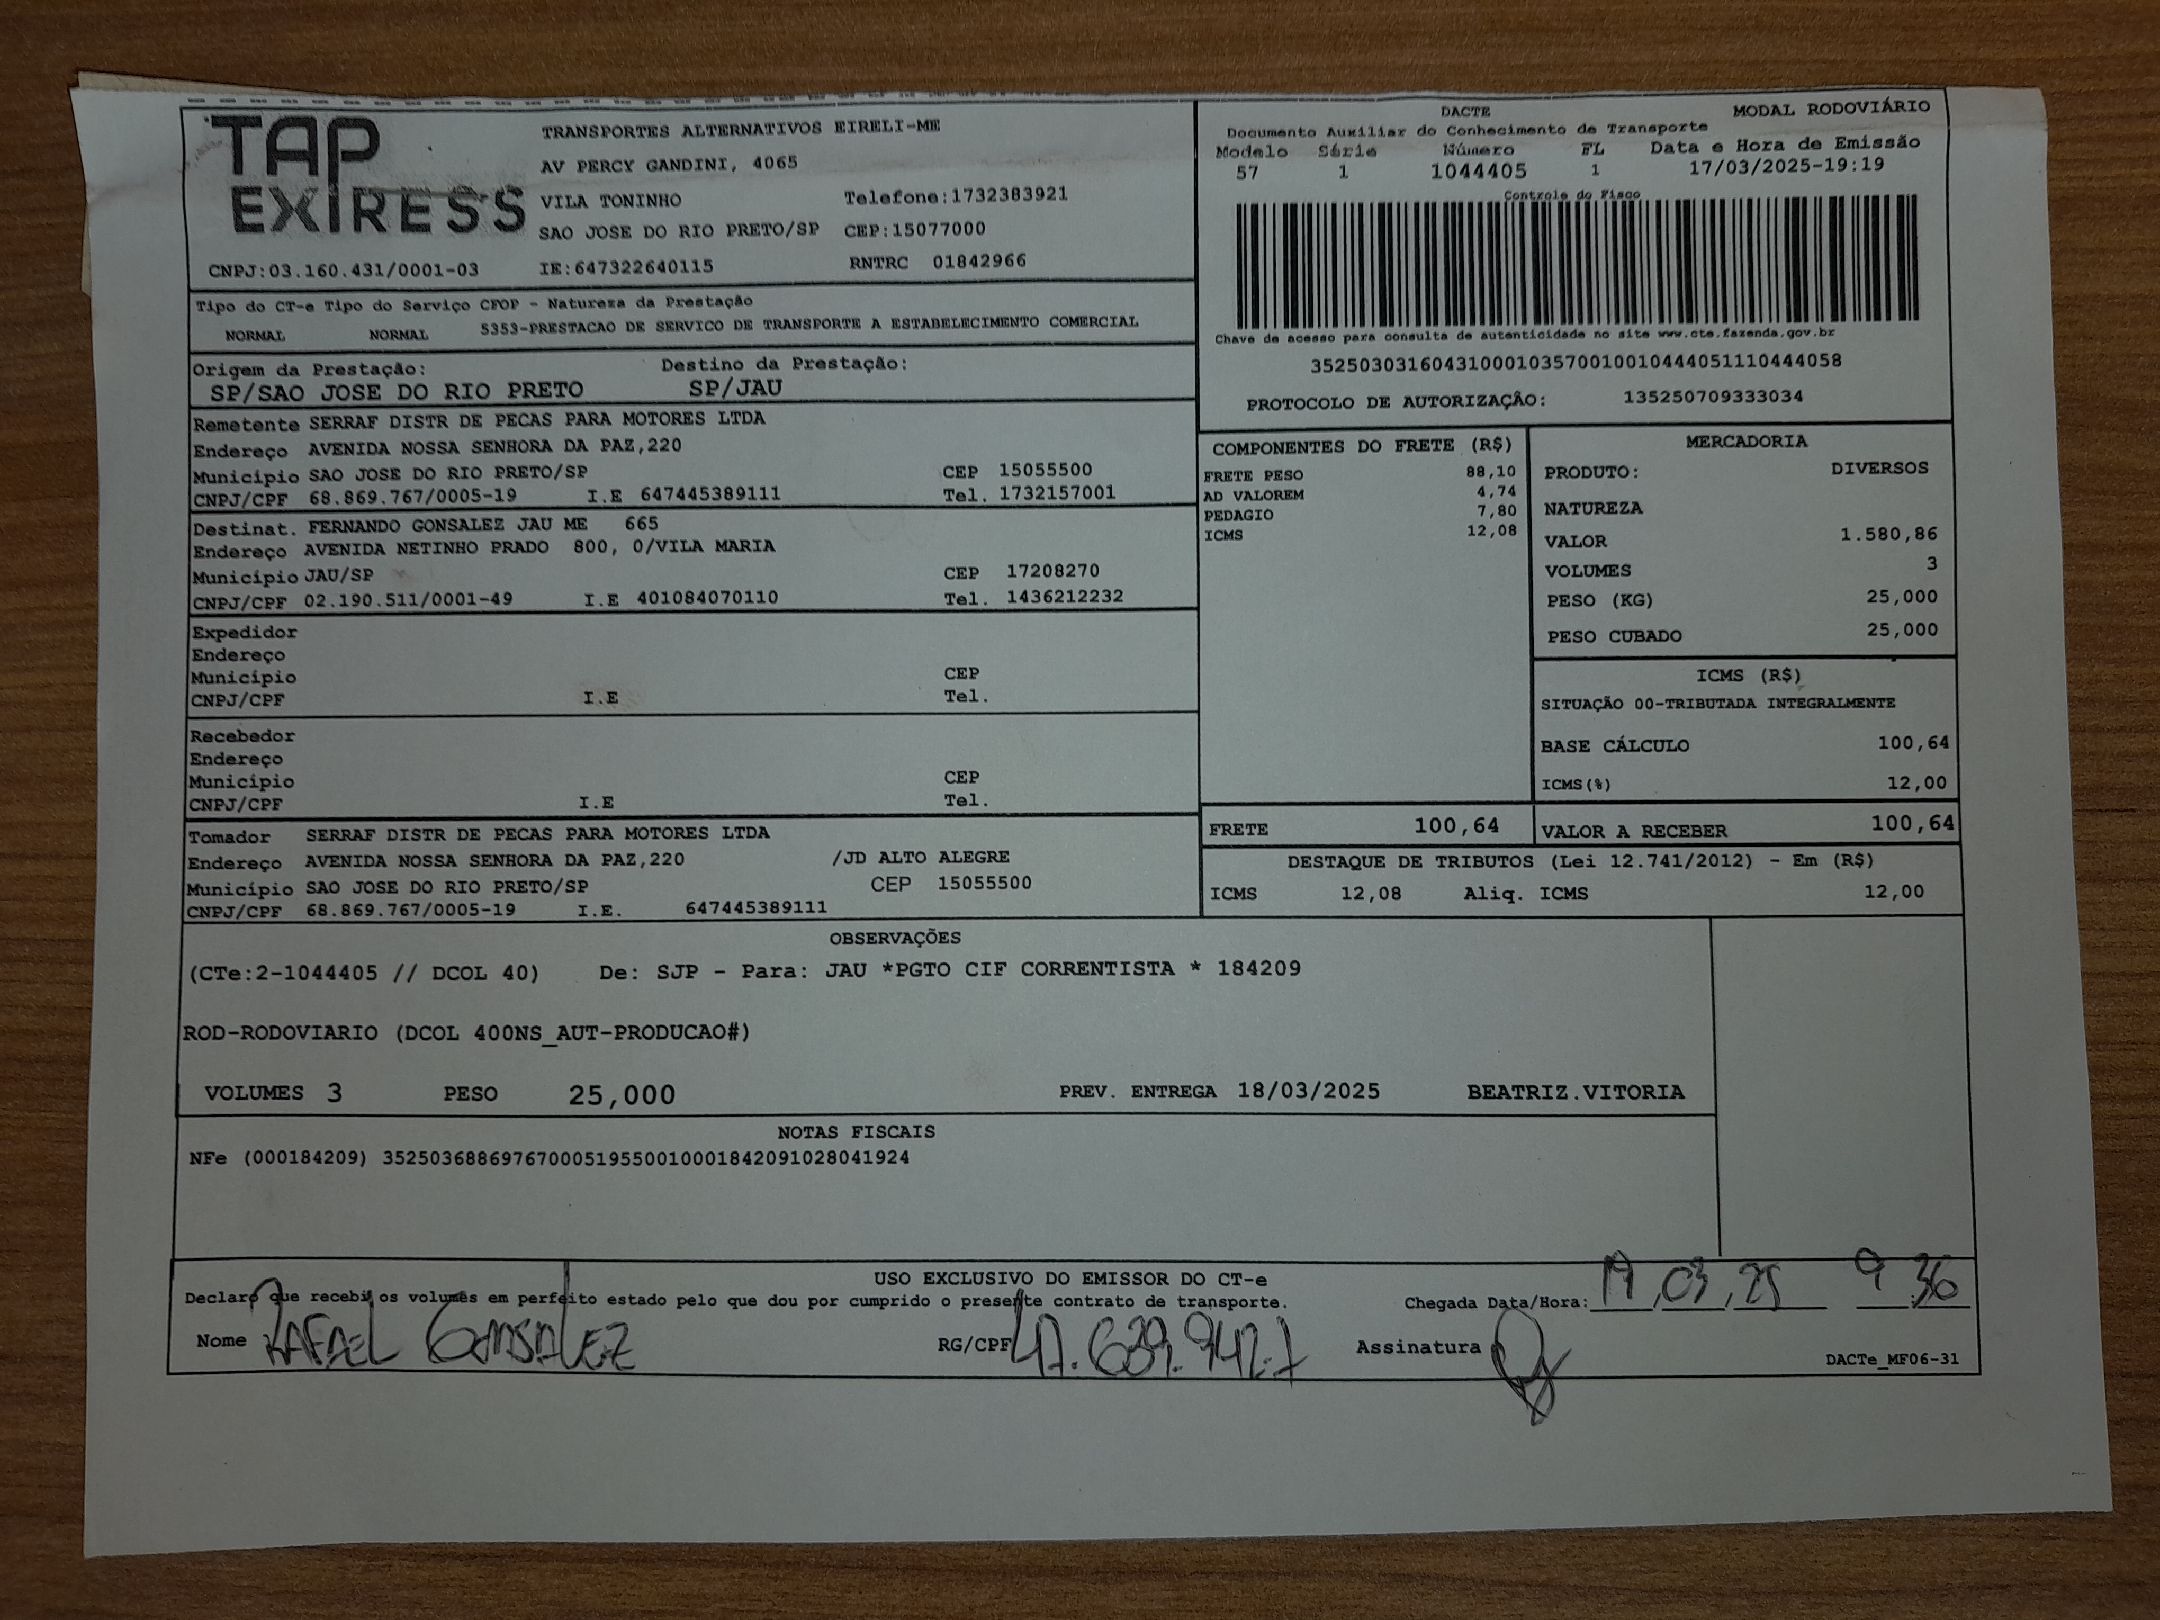 TAP
EXPRESS
TRANSPORTES ALTERNATIVOS EIRELI-ME
AV PERCY GANDINI, 4065
VILA TONINHO Telefone:1732383921
SAO JOSE DO RIO PRETO/SP CEP:15077000
CNPJ:03.160.431/0001-03 IE:647322640115 RNTRC 01842966
DACTE MODAL RODOVIÁRIO
Documento Auxiliar do Conhecimento de Transporte
Modelo Série Número FL Data e Hora de Emissão
57 1 1044405 1 17/03/2025-19:19
Controle do Fisco
Chave de acesso para consulta de autenticidade no site www.cte.fazenda.gov.br
35250303160431000103570010010444051110444058
PROTOCOLO DE AUTORIZAÇÃO: 135250709333034
Tipo do CT-e Tipo do Serviço CFOP - Natureza da Prestação
NORMAL NORMAL 5353-PRESTACAO DE SERVICO DE TRANSPORTE A ESTABELECIMENTO COMERCIAL
Origem da Prestação: Destino da Prestação:
SP/SAO JOSE DO RIO PRETO SP/JAU
Remetente SERRAF DISTR DE PECAS PARA MOTORES LTDA
Endereço AVENIDA NOSSA SENHORA DA PAZ,220
Município SAO JOSE DO RIO PRETO/SP CEP 15055500
CNPJ/CPF 68.869.767/0005-19 I.E 647445389111 Tel. 1732157001
Destinat. FERNANDO GONSALEZ JAU ME 665
Endereço AVENIDA NETINHO PRADO 800, 0/VILA MARIA
Município JAU/SP CEP 17208270
CNPJ/CPF 02.190.511/0001-49 I.E 401084070110 Tel. 1436212232
Expedidor
Endereço
Município CEP
CNPJ/CPF I.E Tel.
Recebedor
Endereço
Município CEP
CNPJ/CPF I.E Tel.
Tomador SERRAF DISTR DE PECAS PARA MOTORES LTDA
Endereço AVENIDA NOSSA SENHORA DA PAZ,220 /JD ALTO ALEGRE
Município SAO JOSE DO RIO PRETO/SP CEP 15055500
CNPJ/CPF 68.869.767/0005-19 I.E. 647445389111
COMPONENTES DO FRETE (R$)
FRETE PESO 88,10
AD VALOREM 4,74
PEDAGIO 7,80
ICMS 12,08
MERCADORIA
PRODUTO: DIVERSOS
NATUREZA
VALOR 1.580,86
VOLUMES 3
PESO (KG) 25,000
PESO CUBADO 25,000
ICMS (R$)
SITUAÇÃO 00-TRIBUTADA INTEGRALMENTE
BASE CÁLCULO 100,64
ICMS(%) 12,00
FRETE 100,64 VALOR A RECEBER 100,64
DESTAQUE DE TRIBUTOS (Lei 12.741/2012) - Em (R$)
ICMS 12,08 Aliq. ICMS 12,00
OBSERVAÇÕES
(CTe:2-1044405 // DCOL 40) De: SJP - Para: JAU *PGTO CIF CORRENTISTA * 184209
ROD-RODOVIARIO (DCOL 400NS_AUT-PRODUCAO#)
VOLUMES 3 PESO 25,000 PREV. ENTREGA 18/03/2025 BEATRIZ.VITORIA
NOTAS FISCAIS
NFe (000184209) 35250368869767000519550010001842091028041924
USO EXCLUSIVO DO EMISSOR DO CT-e
Declaro que recebi os volumes em perfeito estado pelo que dou por cumprido o presente contrato de transporte. Chegada Data/Hora: 19 03 25 9 36
Nome RAFAEL GONSALEZ RG/CPF 47.639.942-7 Assinatura
DACTe_MF06-31